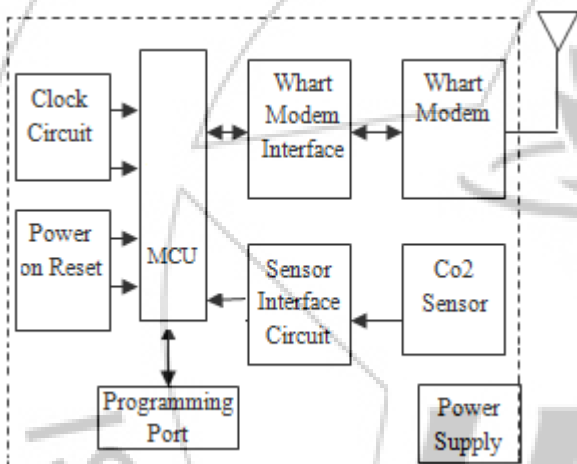 Clock
Circuit
Power
on Reset
MCU
Whart
Modem
Interface
Whart
Modem
Sensor
Interface
Circuit
Co2
Sensor
Programming
Port
Power
Supply